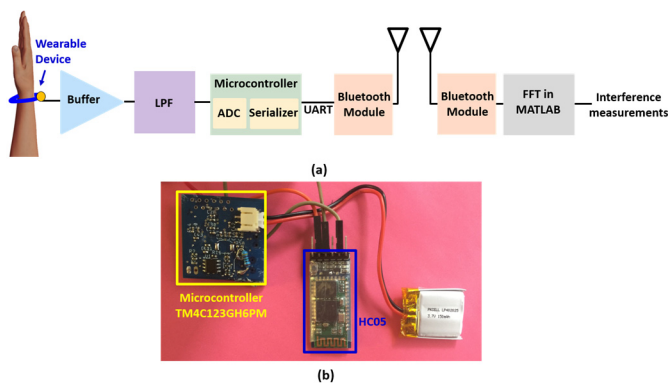 Wearable
Device
Buffer
LPF
Microcontroller
ADC
Serializer
UART
Bluetooth
Module
Bluetooth
Module
FFT in
MATLAB
Interference
measurements
(a)
Microcontroller
TM4C123GH6PM
HC05
(b)